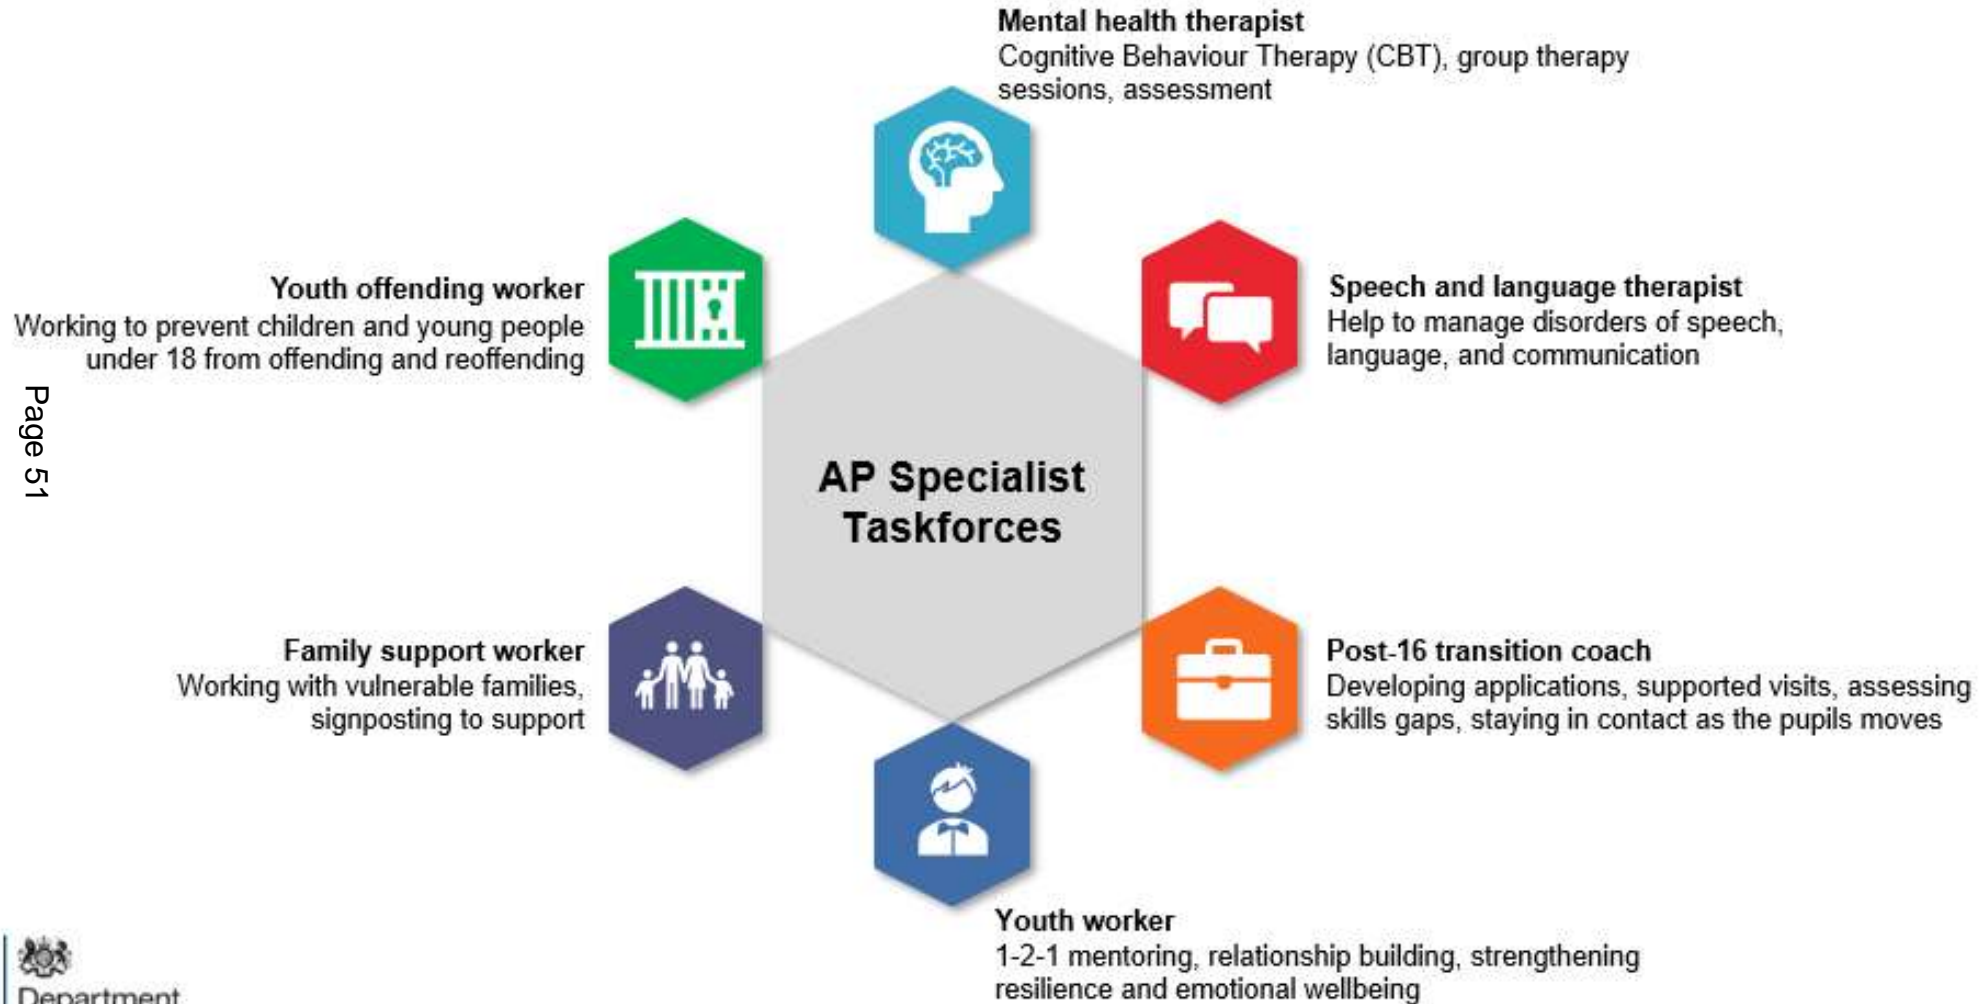 Mental health therapist
Cognitive Behaviour Therapy (CBT), group therapy
sessions, assessment
Youth offending worker
Working to prevent children and young people
under 18 from offending and reoffending
Speech and language therapist
Help to manage disorders of speech,
language, and communication
Page 51
AP Specialist
Taskforces
Family support worker
Working with vulnerable families,
signposting to support
Post-16 transition coach
Developing applications, supported visits, assessing
skills gaps, staying in contact as the pupils moves
Youth worker
1-2-1 mentoring, relationship building, strengthening
resilience and emotional wellbeing
Department